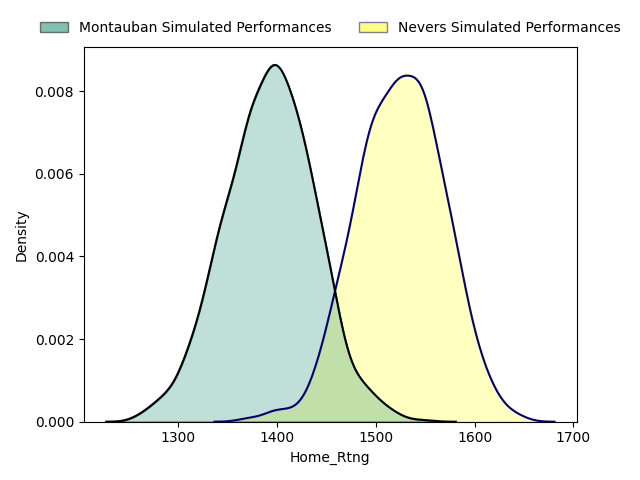 Montauban Simulated Performances Nevers Simulated Performances
0.008
0.006
0.004
0.002
0.000
Density
1300 1400 1500 1600 1700
Home_Rtng